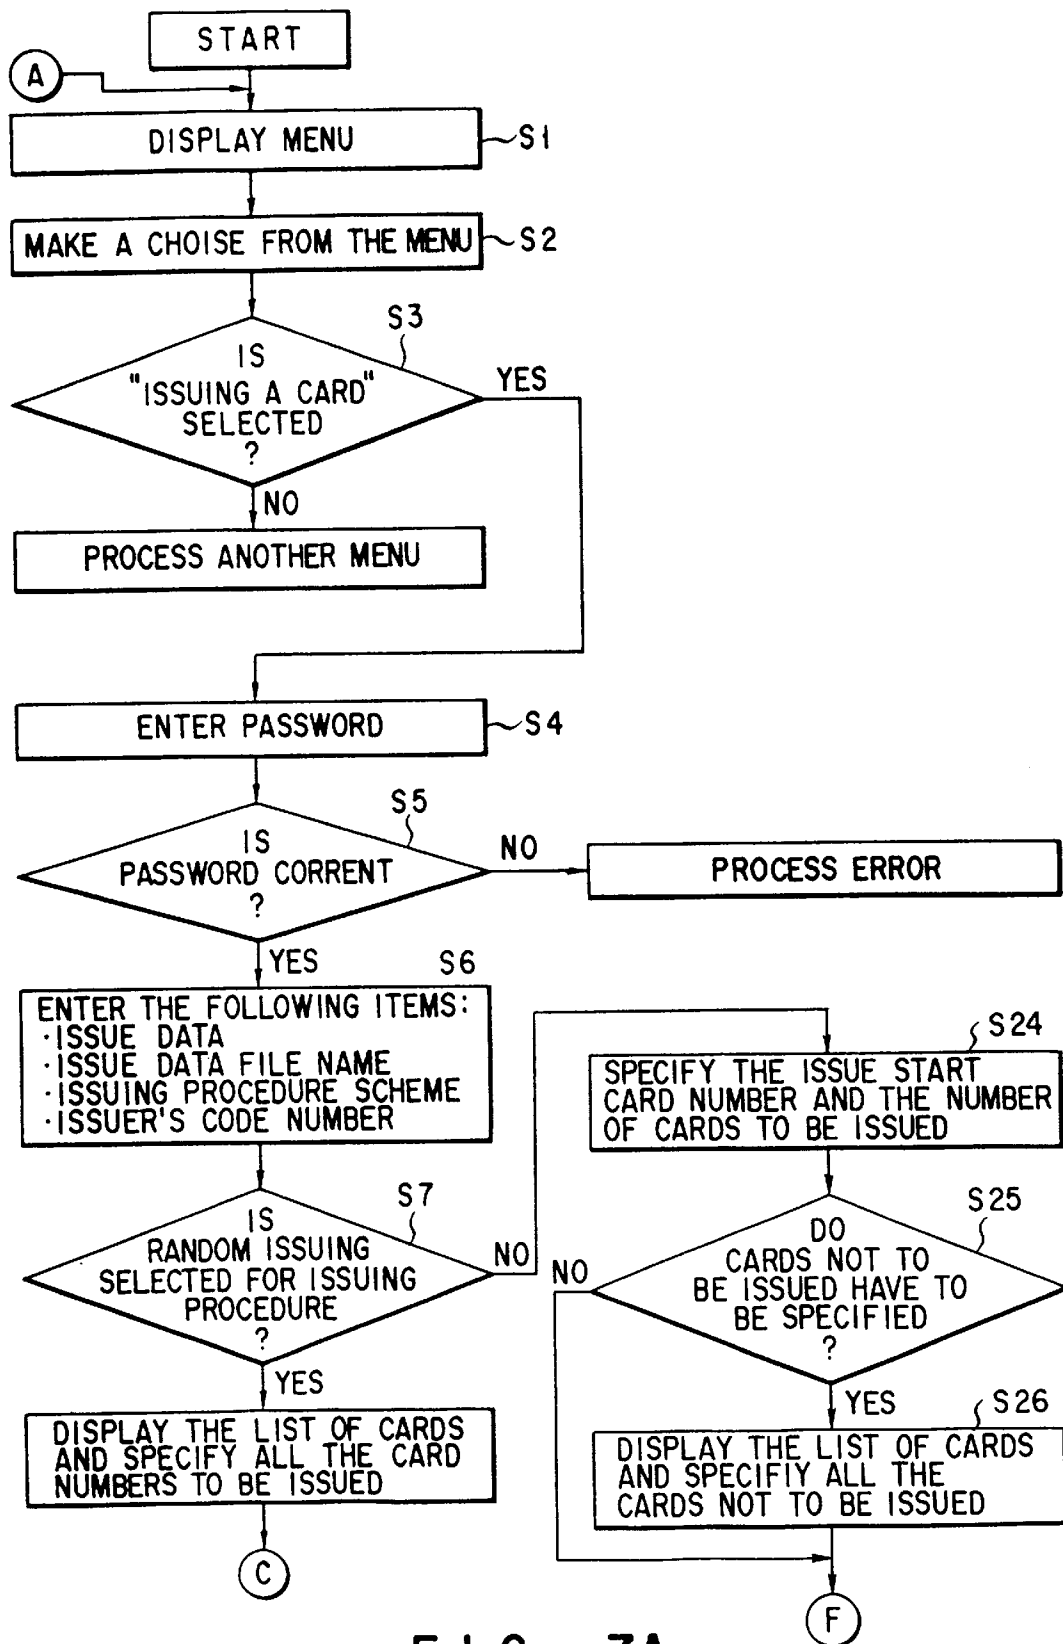 START
A
DISPLAY MENU
S1
MAKE A CHOISE FROM THE MENU
S2
S3
IS
"ISSUING A CARD"
SELECTED
?
YES
NO
PROCESS ANOTHER MENU
ENTER PASSWORD
S4
S5
IS
PASSWORD CORRENT
?
NO
PROCESS ERROR
YES
S6
ENTER THE FOLLOWING ITEMS:
·ISSUE DATA
·ISSUE DATA FILE NAME
·ISSUING PROCEDURE SCHEME
·ISSUER'S CODE NUMBER
S7
IS
RANDOM ISSUING
SELECTED FOR ISSUING
PROCEDURE
?
NO
YES
DISPLAY THE LIST OF CARDS
AND SPECIFY ALL THE CARD
NUMBERS TO BE ISSUED
C
S24
SPECIFY THE ISSUE START
CARD NUMBER AND THE NUMBER
OF CARDS TO BE ISSUED
S25
DO
CARDS NOT TO
BE ISSUED HAVE TO
BE SPECIFIED
?
NO
YES
S26
DISPLAY THE LIST OF CARDS
AND SPECIFIY ALL THE
CARDS NOT TO BE ISSUED
F
FIG. 7A